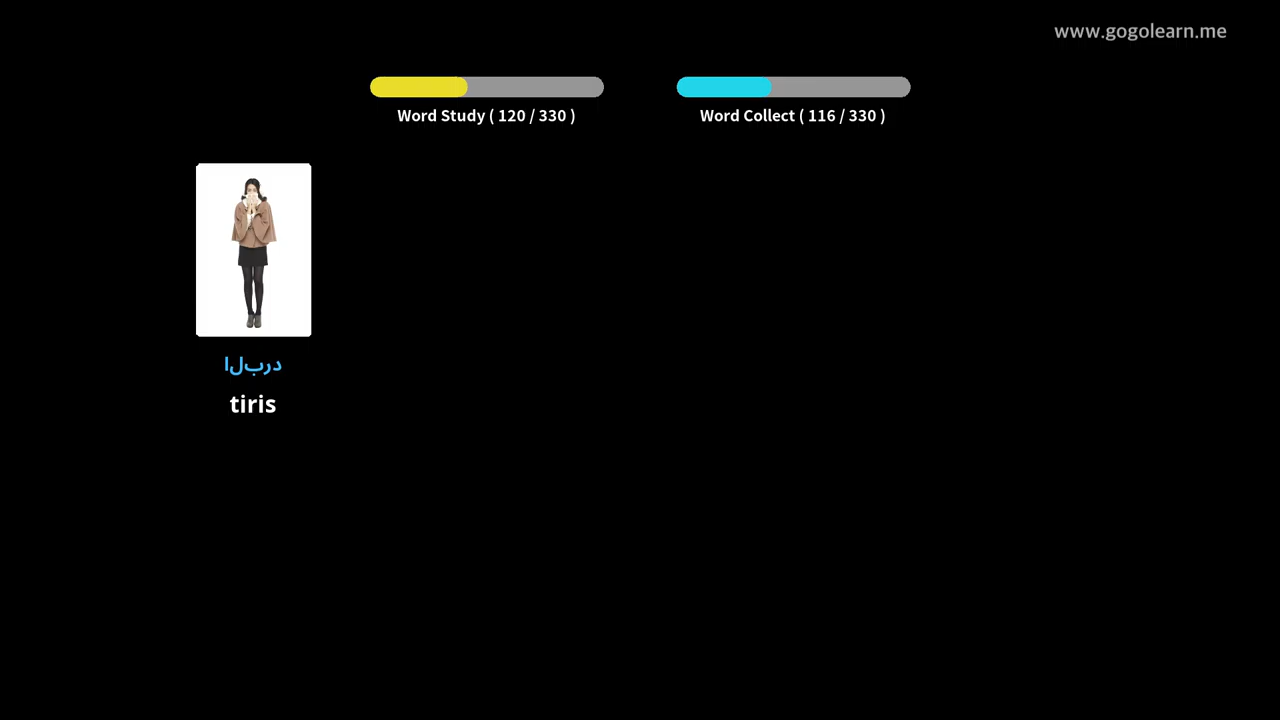 www.gogolearn.me
Word Study ( 120 / 330 )
Word Collect ( 116 / 330 )
البرد
tiris